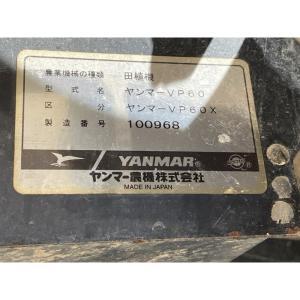 農業機械の種類 田植機
型式名 ヤンマーVP60
区分 ヤンマーVP60X
製造番号 100968
YANMAR®
ヤンマー農機株式会社
MADE IN JAPAN